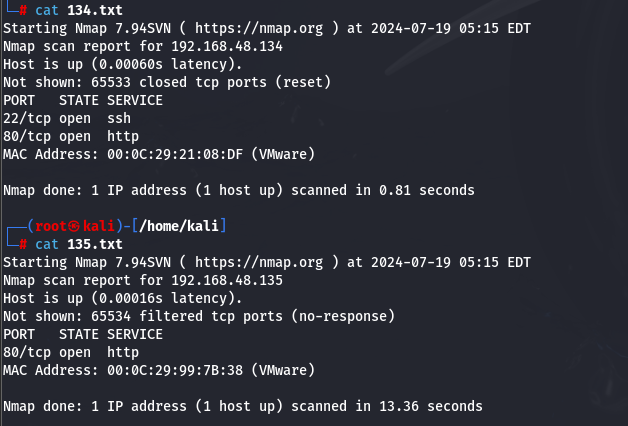 └─# cat 134.txt
Starting Nmap 7.94SVN ( https://nmap.org ) at 2024-07-19 05:15 EDT
Nmap scan report for 192.168.48.134
Host is up (0.00060s latency).
Not shown: 65533 closed tcp ports (reset)
PORT   STATE SERVICE
22/tcp open  ssh
80/tcp open  http
MAC Address: 00:0C:29:21:08:DF (VMware)

Nmap done: 1 IP address (1 host up) scanned in 0.81 seconds

┌──(root㉿kali)-[/home/kali]
└─# cat 135.txt
Starting Nmap 7.94SVN ( https://nmap.org ) at 2024-07-19 05:15 EDT
Nmap scan report for 192.168.48.135
Host is up (0.00016s latency).
Not shown: 65534 filtered tcp ports (no-response)
PORT   STATE SERVICE
80/tcp open  http
MAC Address: 00:0C:29:99:7B:38 (VMware)

Nmap done: 1 IP address (1 host up) scanned in 13.36 seconds